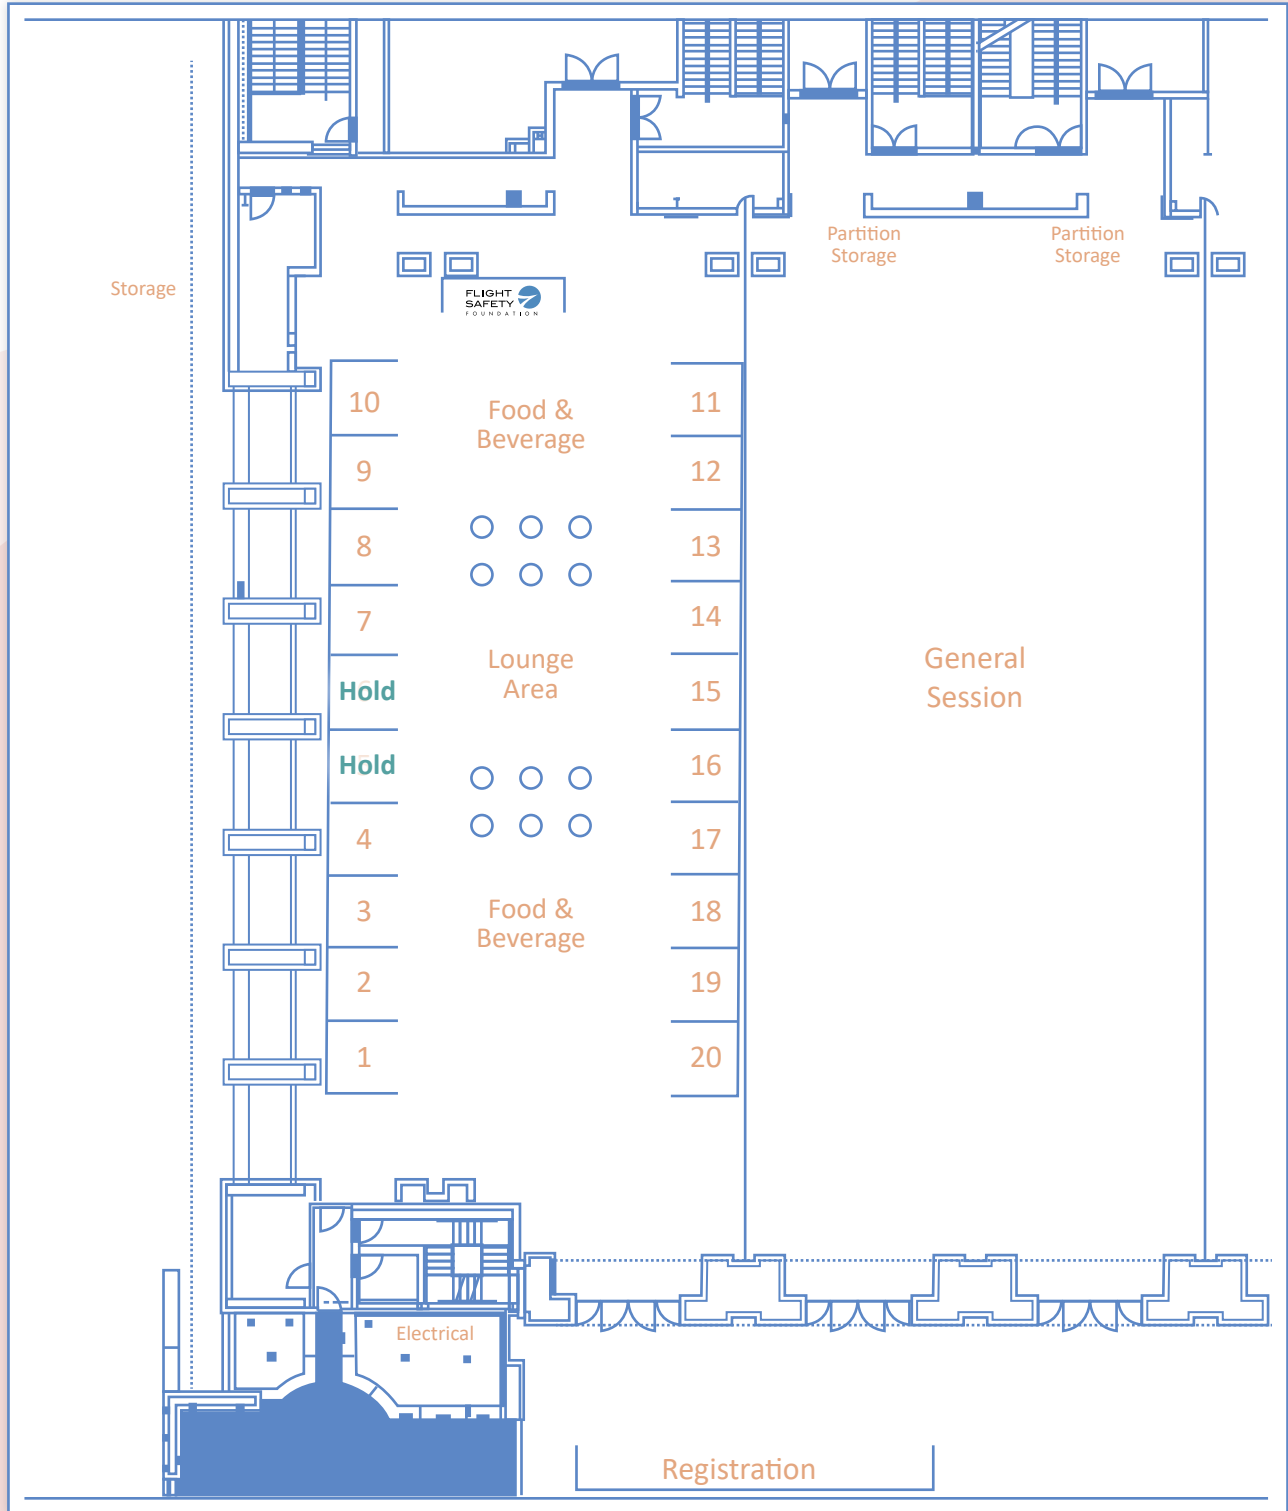 Partition
Storage
Partition
Storage
Storage
FLIGHT
SAFETY
FOUNDATION
10
Food &
Beverage
11
9
12
8
13
7
14
Lounge
Area
General
Session
Hold
15
Hold
16
4
17
3
Food &
Beverage
18
2
19
1
20
Electrical
Registration